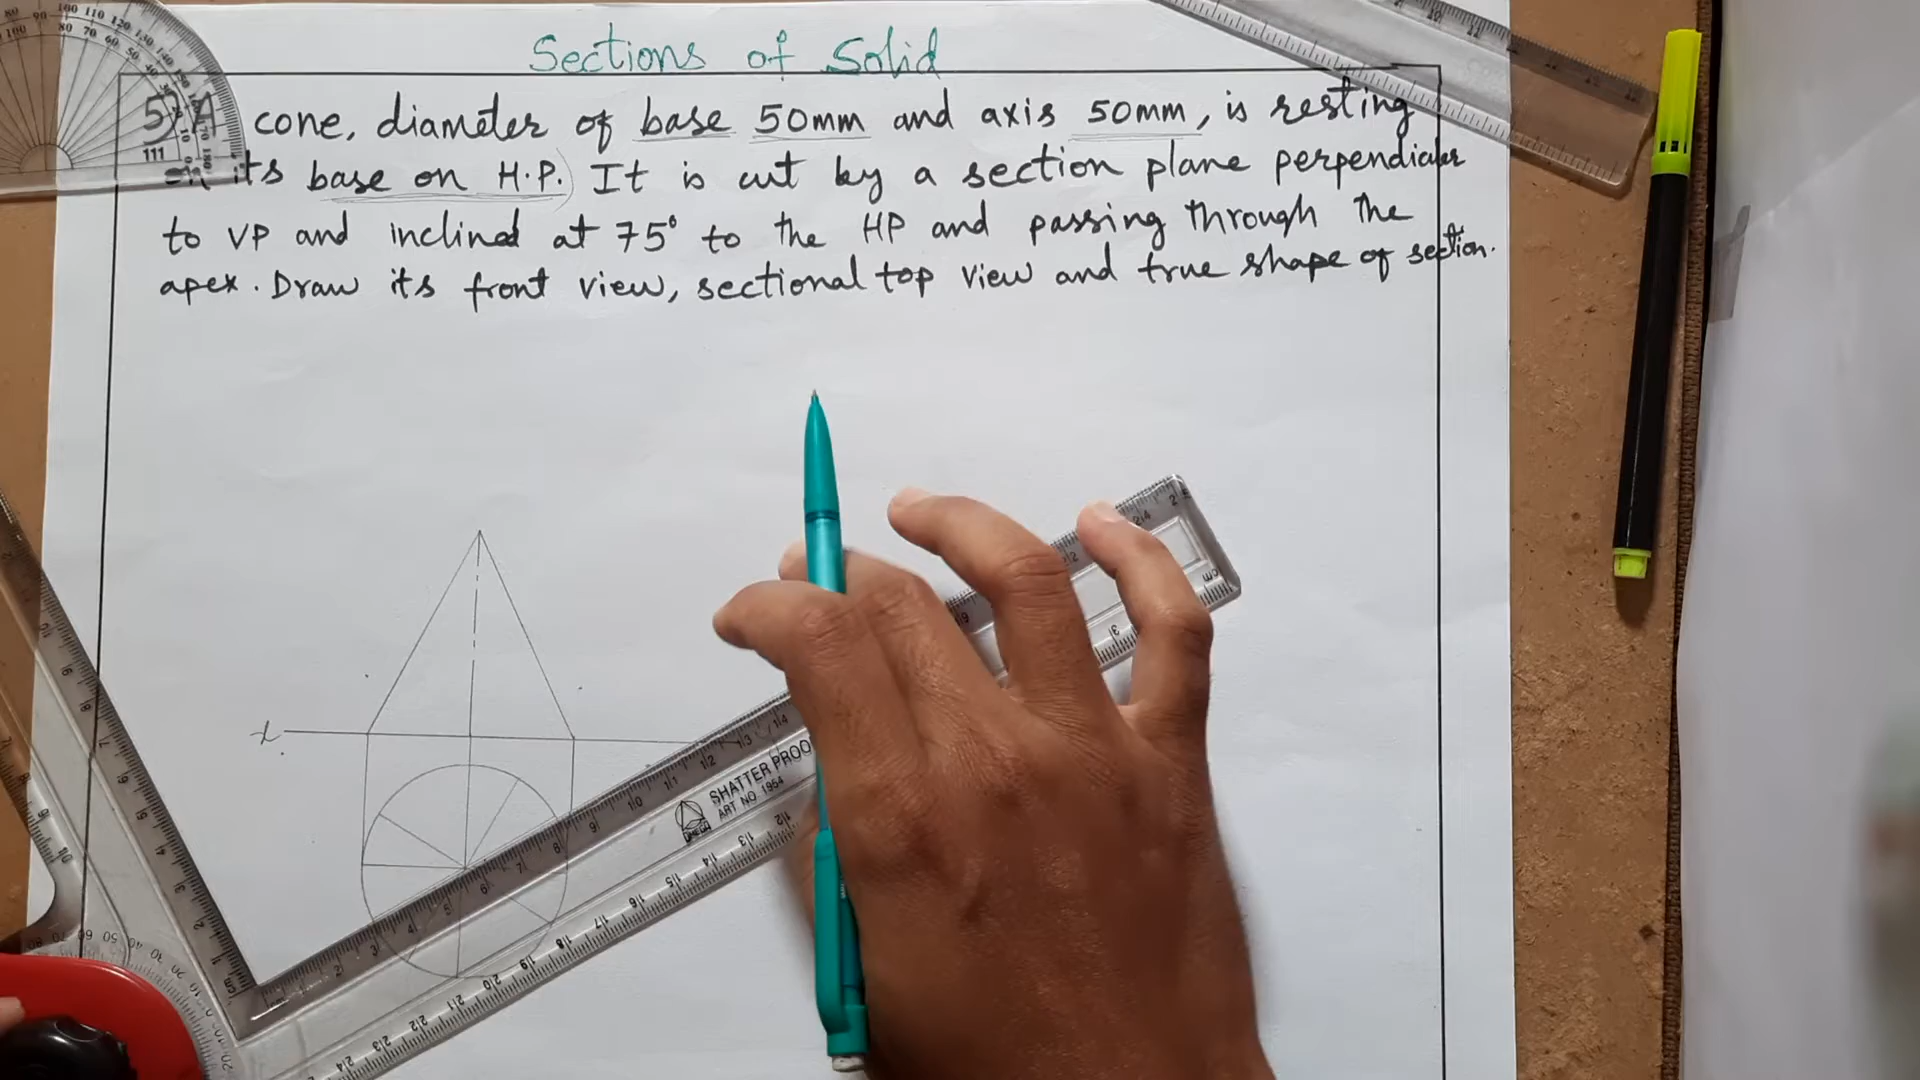 Sections of Solid
5) A cone, diameter of base 50mm and axis 50mm, is resting
on its base on H.P. It is cut by a section plane perpendicular
to VP and inclined at 75° to the HP and passing through the
apex. Draw its front view, sectional top view and true shape of section.
x
SHATTER PROO
ART NO. 1954